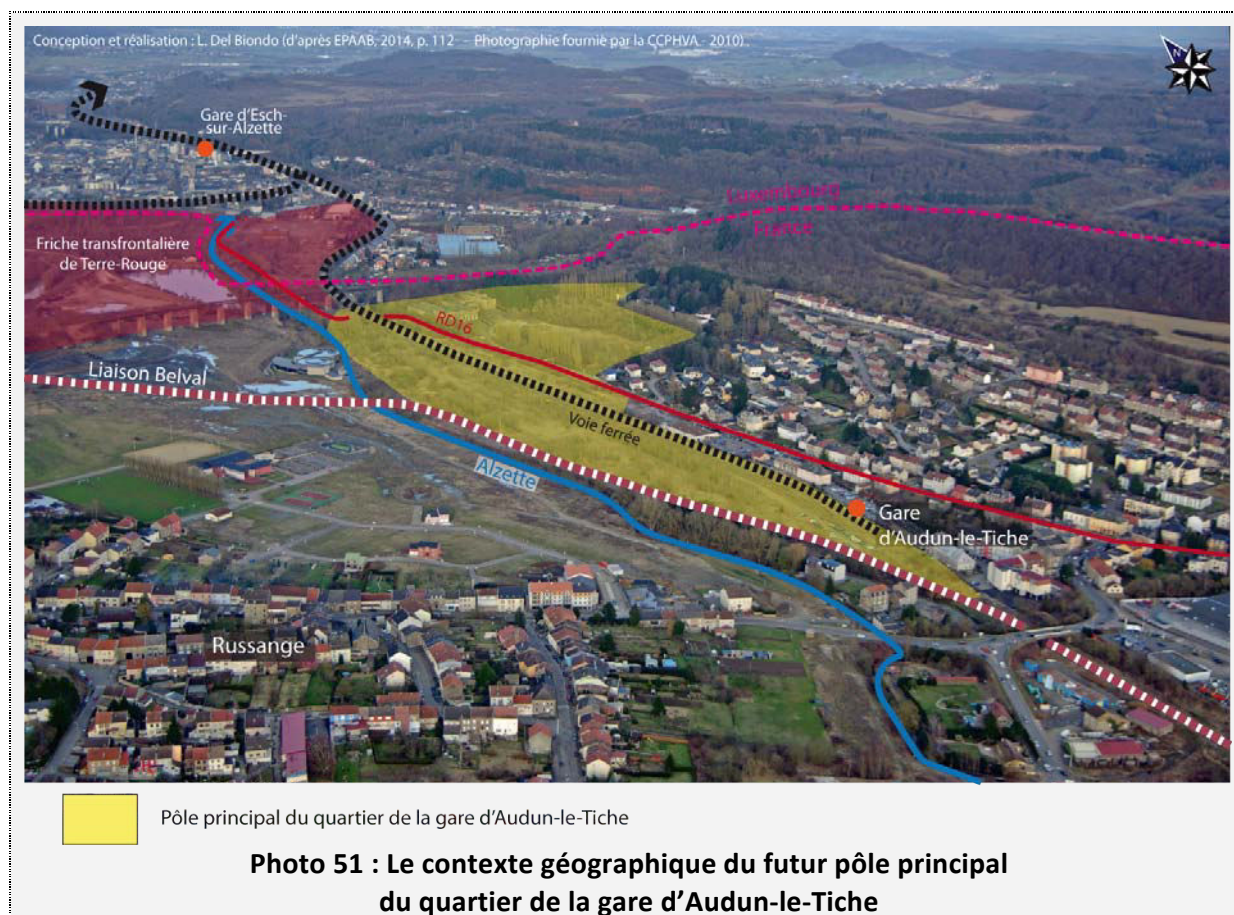 Conception et réalisation : L. Del Biondo (d'après EPAAB, 2014, p. 112 – Photographie fournie par la CCPHVA - 2010)
N
Gare d'Esch-
sur-Alzette
Luxembourg
France
Friche transfrontalière
de Terre-Rouge
RD16
Liaison Belval
Voie ferrée
Alzette
Gare
d'Audun-le-Tiche
Russange
Pôle principal du quartier de la gare d'Audun-le-Tiche
Photo 51 : Le contexte géographique du futur pôle principal
du quartier de la gare d'Audun-le-Tiche